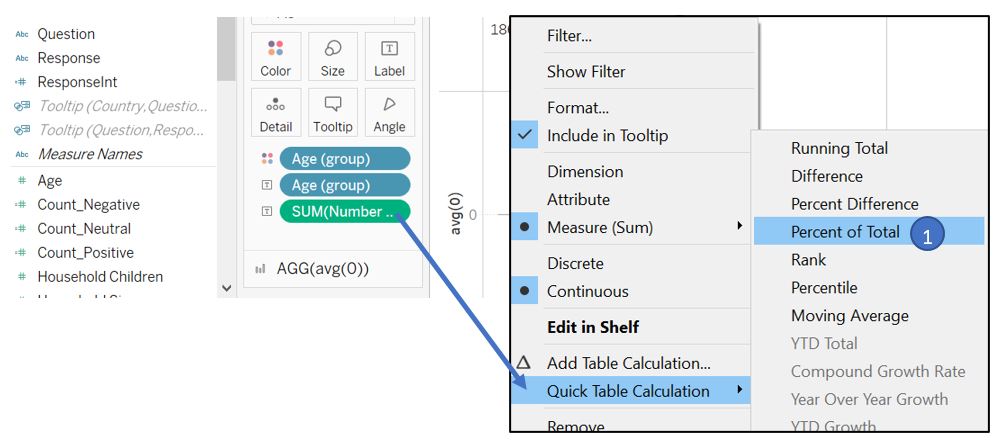 Abc Question
Abc Response
# ResponseInt
Tooltip (Country,Questio...
Tooltip (Question,Respo...
Abc Measure Names
# Age
# Count_Negative
# Count_Neutral
# Count_Positive
# Household Children
Color
Size
T
Label
Detail
Tooltip
Angle
Age (group)
T Age (group)
T SUM(Number ..
AGG(avg(0))
180
avg(0)
0
Filter...
Show Filter
Format...
Include in Tooltip
Dimension
Attribute
Measure (Sum)
Discrete
Continuous
Edit in Shelf
Add Table Calculation...
Quick Table Calculation
Remove
Running Total
Difference
Percent Difference
Percent of Total 1
Rank
Percentile
Moving Average
YTD Total
Compound Growth Rate
Year Over Year Growth
YTD Growth